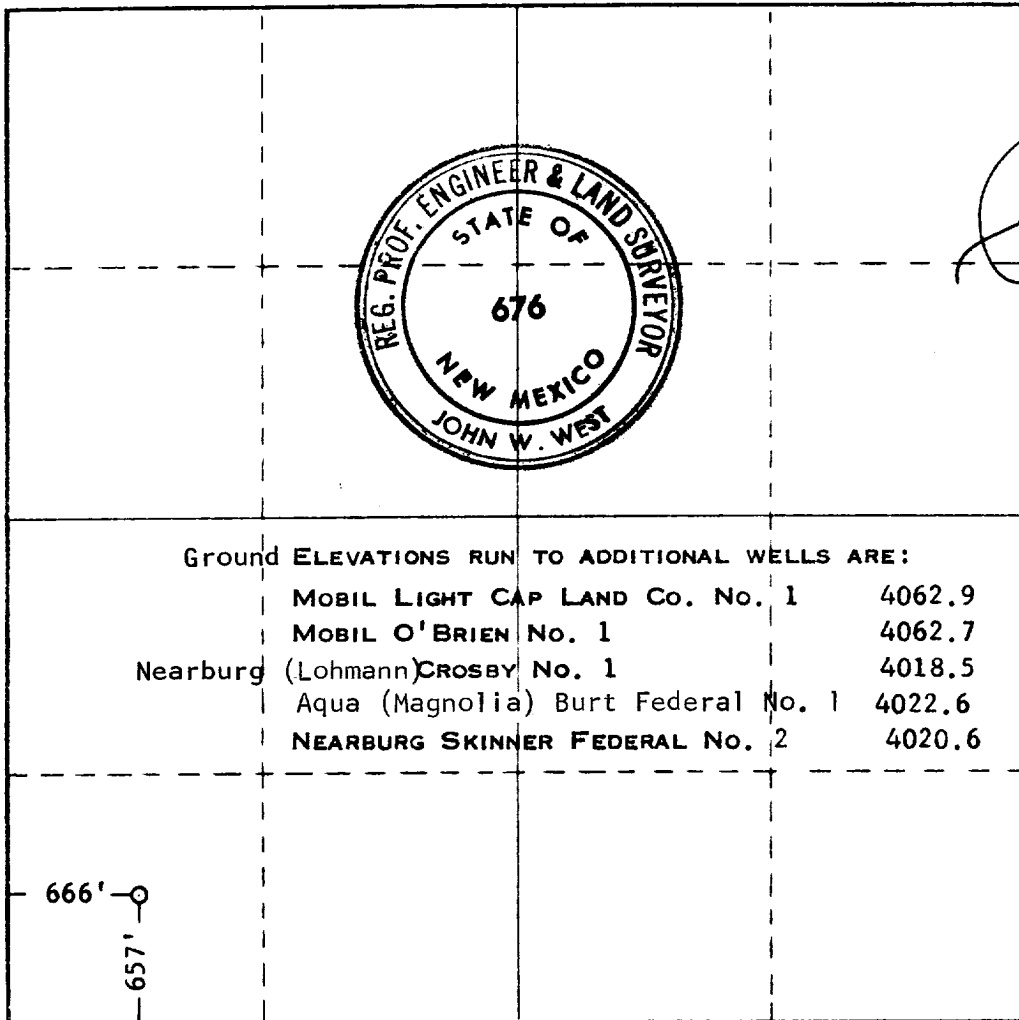 REG. PROF. ENGINEER & LAND SURVEYOR
STATE OF
676
NEW MEXICO
JOHN W. WEST
Ground ELEVATIONS RUN TO ADDITIONAL WELLS ARE:
MOBIL LIGHT CAP LAND CO. NO. 1 4062.9
MOBIL O'BRIEN NO. 1 4062.7
Nearburg (Lohmann) CROSBY NO. 1 4018.5
Aqua (Magnolia) Burt Federal No. 1 4022.6
NEARBURG SKINNER FEDERAL NO. 2 4020.6
666'
657'